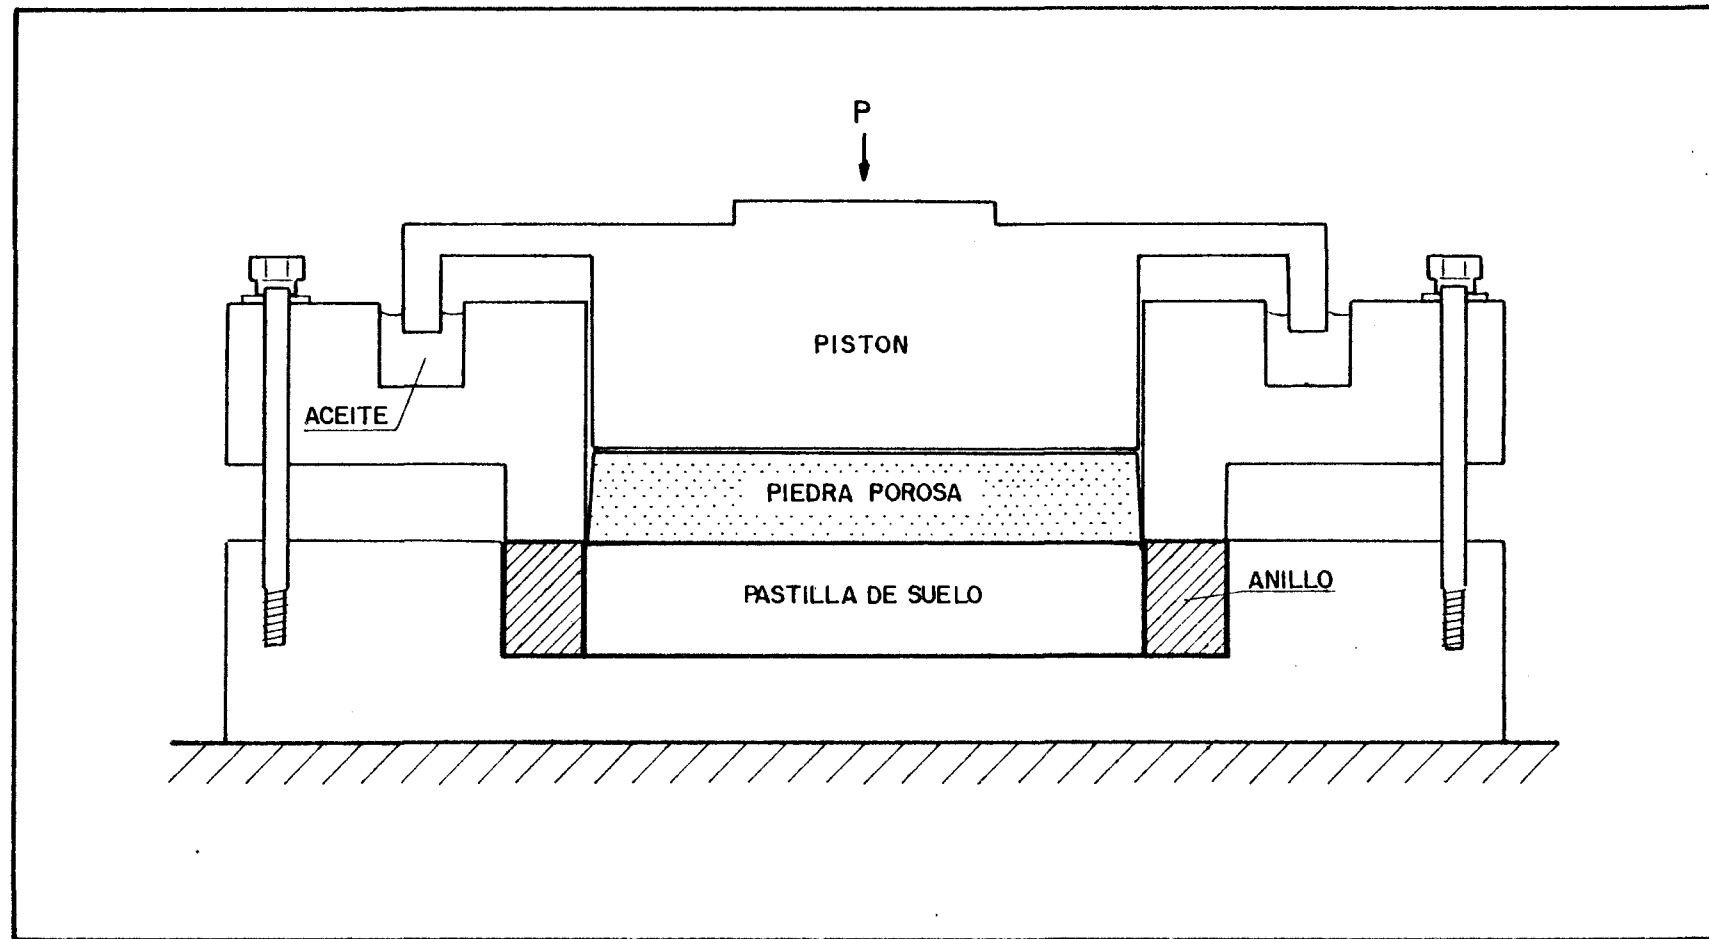 P
PISTON
ACEITE
PIEDRA POROSA
ANILLO
PASTILLA DE SUELO